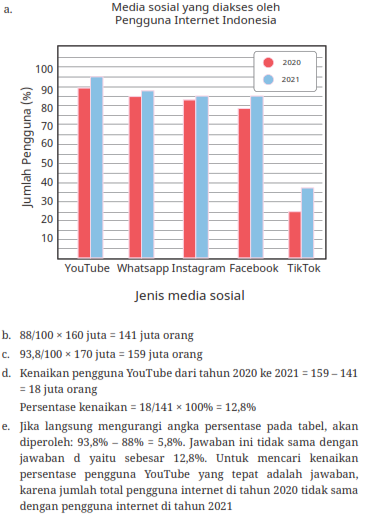 a.
Media sosial yang diakses oleh
Pengguna Internet Indonesia
2020
2021
Jumlah Pengguna (%)
100
90
80
70
60
50
40
30
20
10
YouTube Whatsapp Instagram Facebook TikTok
Jenis media sosial
b. 88/100 × 160 juta = 141 juta orang
c. 93,8/100 × 170 juta = 159 juta orang
d. Kenaikan pengguna YouTube dari tahun 2020 ke 2021 = 159 – 141
= 18 juta orang
Persentase kenaikan = 18/141 × 100% = 12,8%
e. Jika langsung mengurangi angka persentase pada tabel, akan
diperoleh: 93,8% – 88% = 5,8%. Jawaban ini tidak sama dengan
jawaban d yaitu sebesar 12,8%. Untuk mencari kenaikan
persentase pengguna YouTube yang tepat adalah jawaban,
karena jumlah total pengguna internet di tahun 2020 tidak sama
dengan pengguna internet di tahun 2021